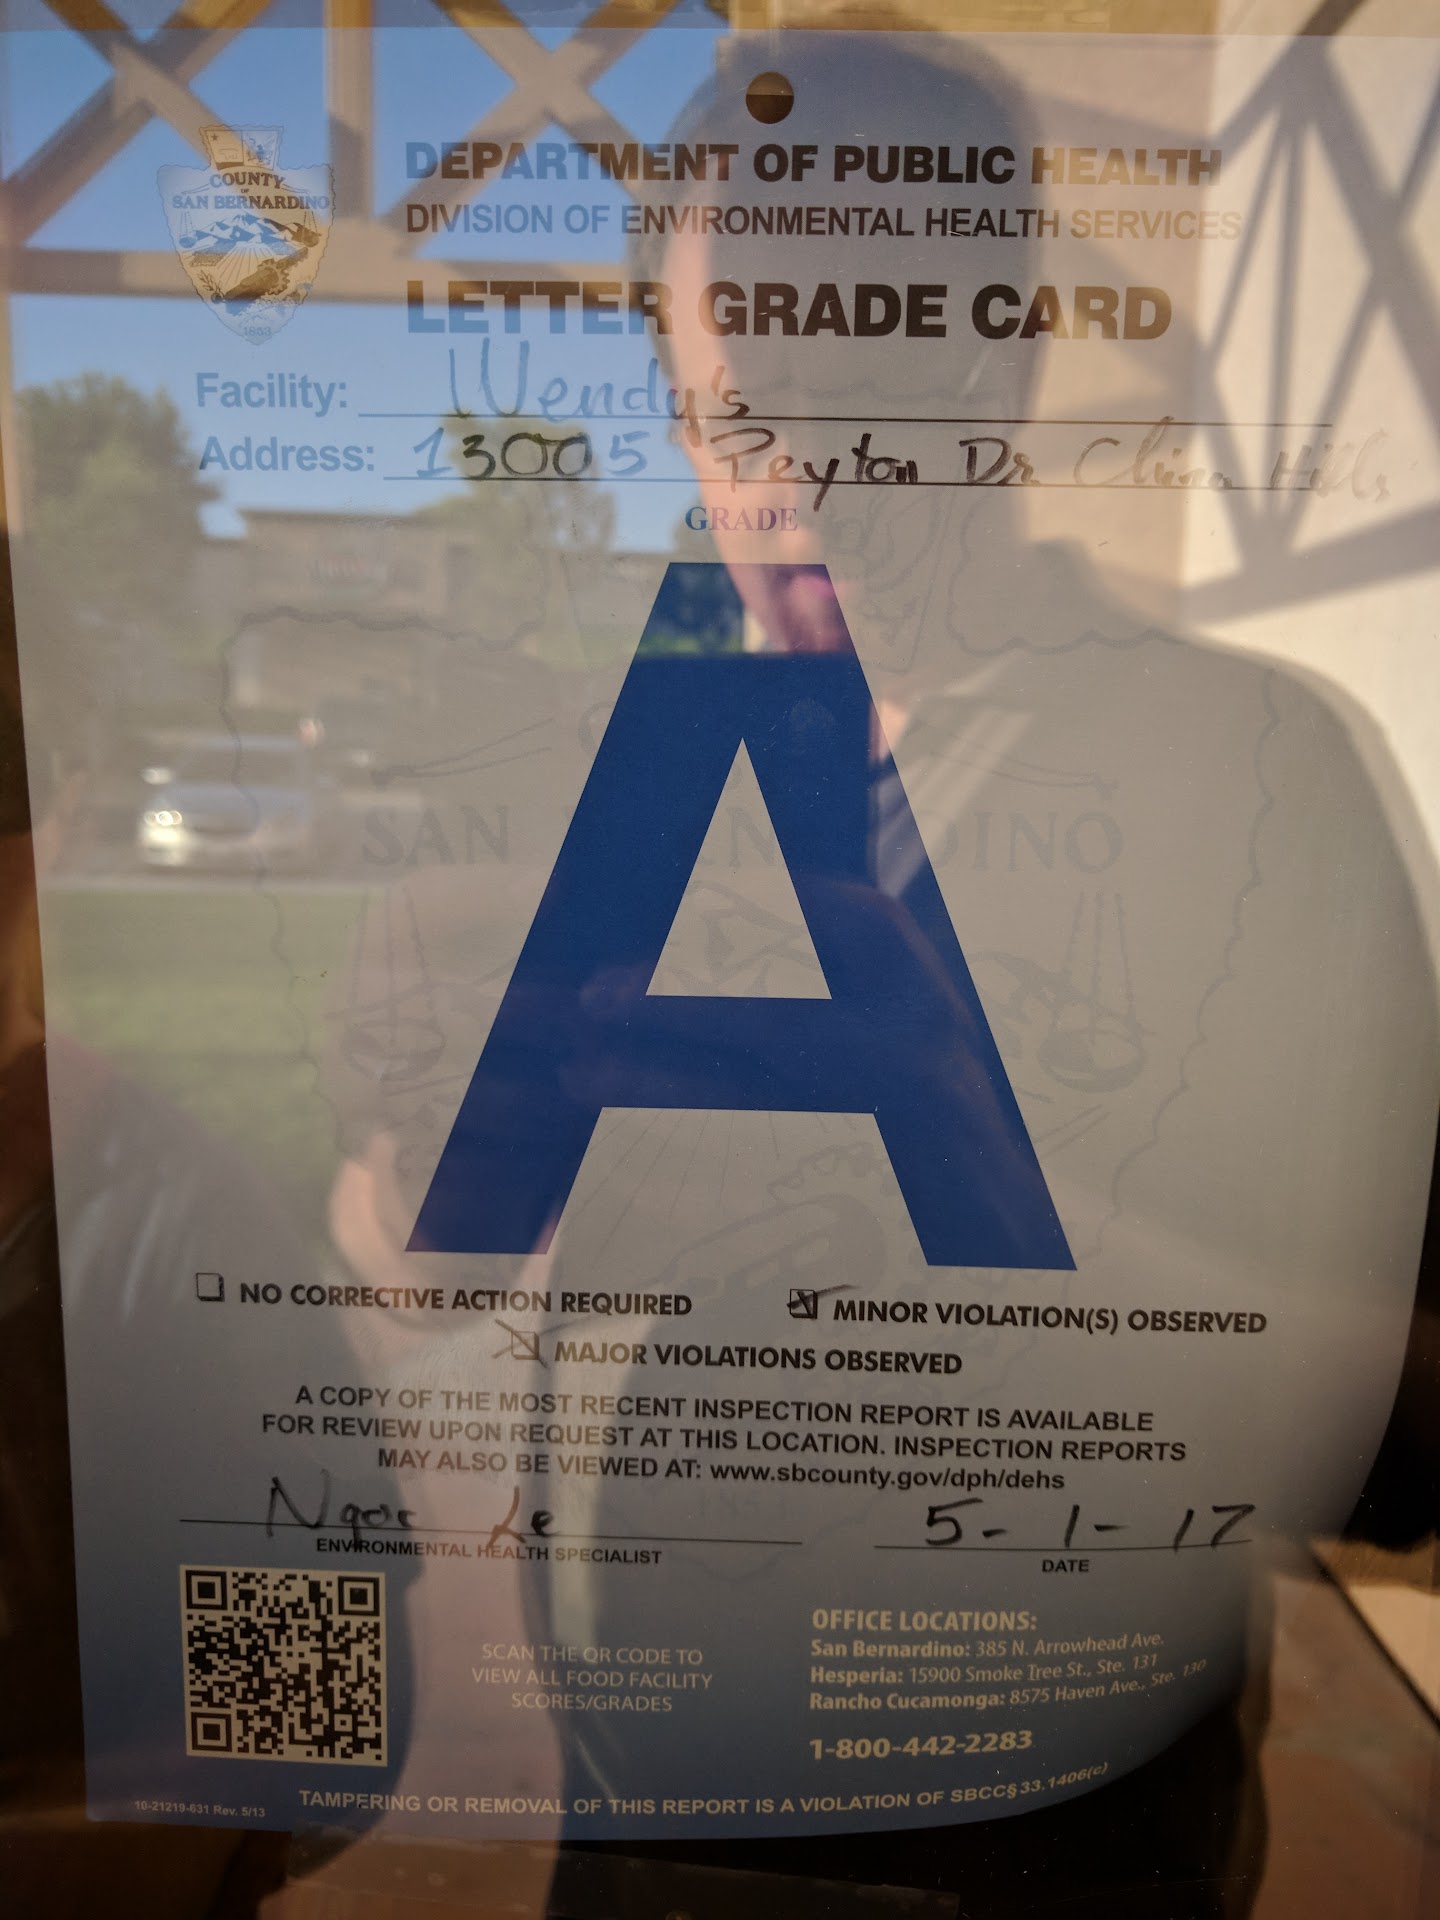 COUNTY
OF
SAN BERNARDINO
1853
DEPARTMENT OF PUBLIC HEALTH
DIVISION OF ENVIRONMENTAL HEALTH SERVICES
LETTER GRADE CARD
Facility: Wendy's
Address: 13005 Peyton Dr Chino Hills
GRADE
A
NO CORRECTIVE ACTION REQUIRED
MINOR VIOLATION(S) OBSERVED
MAJOR VIOLATIONS OBSERVED
A COPY OF THE MOST RECENT INSPECTION REPORT IS AVAILABLE
FOR REVIEW UPON REQUEST AT THIS LOCATION. INSPECTION REPORTS
MAY ALSO BE VIEWED AT: www.sbcounty.gov/dph/dehs
Ngoc Le
5-1-17
ENVIRONMENTAL HEALTH SPECIALIST
DATE
SCAN THE QR CODE TO
VIEW ALL FOOD FACILITY
SCORES/GRADES
OFFICE LOCATIONS:
San Bernardino: 385 N. Arrowhead Ave.
Hesperia: 15900 Smoke Tree St., Ste. 131
Rancho Cucamonga: 8575 Haven Ave., Ste. 130
1-800-442-2283
10-21219-631 Rev. 5/13
TAMPERING OR REMOVAL OF THIS REPORT IS A VIOLATION OF SBCC§33.1406(c)